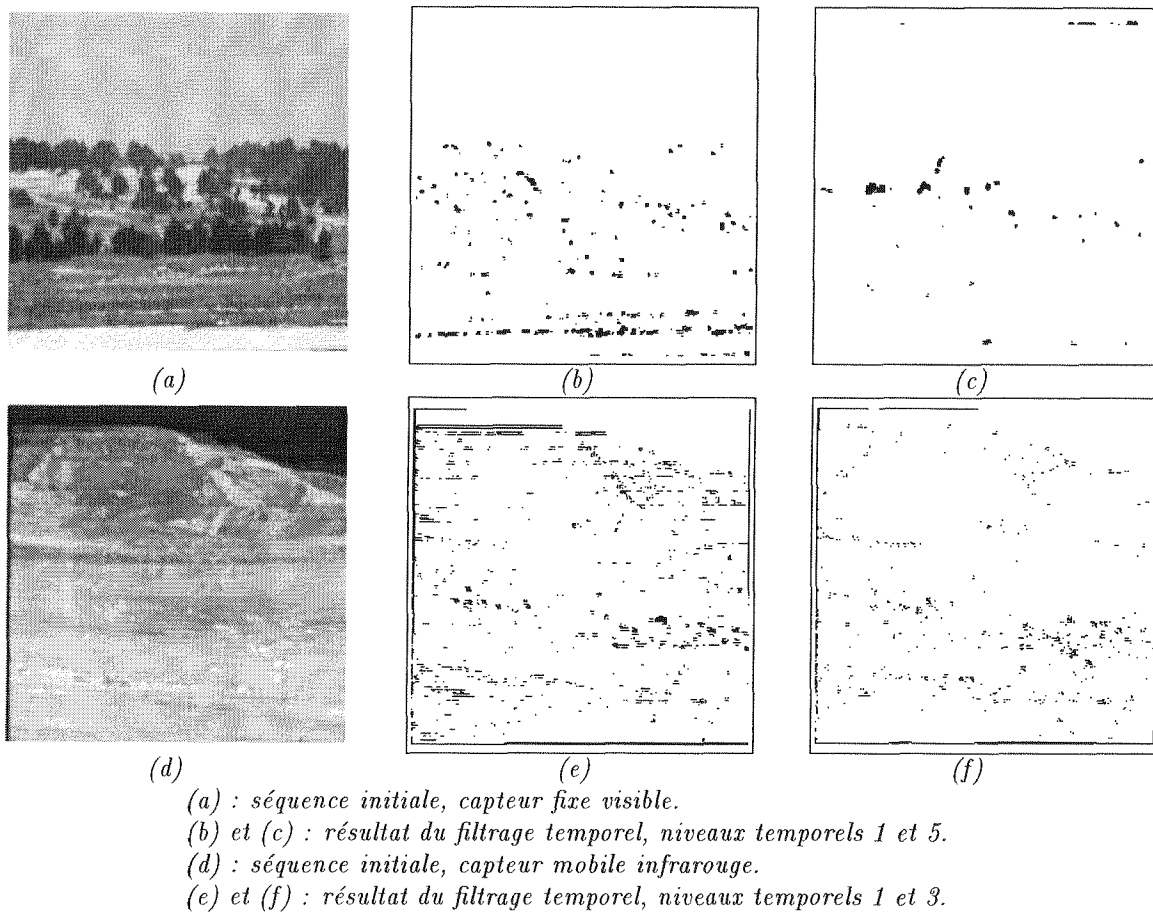 (a)
(b)
(c)
(d)
(e)
(f)
(a) : séquence initiale, capteur fixe visible.
(b) et (c) : résultat du filtrage temporel, niveaux temporels 1 et 5.
(d) : séquence initiale, capteur mobile infrarouge.
(e) et (f) : résultat du filtrage temporel, niveaux temporels 1 et 3.